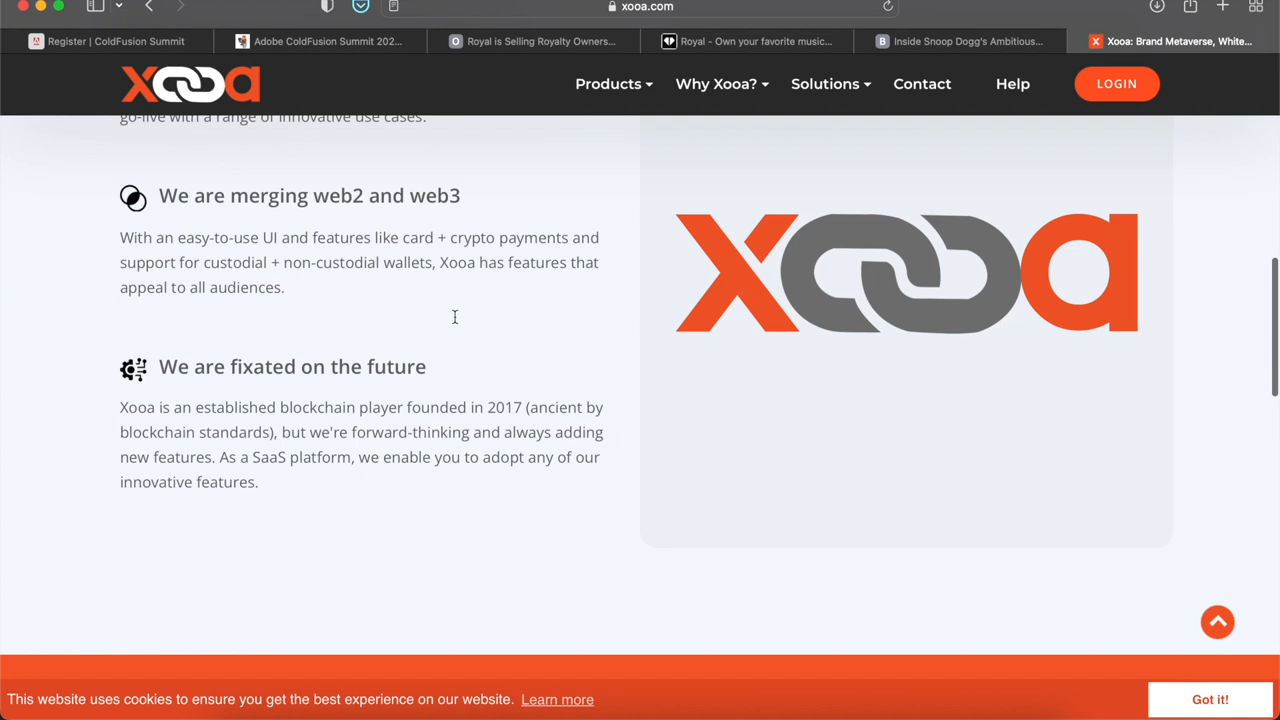 xooa.com
Register | ColdFusion Summit
Adobe ColdFusion Summit 202...
Royal is Selling Royalty Owners...
Royal - Own your favorite music...
Inside Snoop Dogg's Ambitious...
Xooa: Brand Metaverse, White...
xooa
Products
Why Xooa?
Solutions
Contact
Help
LOGIN
go-live with a range of innovative use cases.
We are merging web2 and web3
With an easy-to-use UI and features like card + crypto payments and
support for custodial + non-custodial wallets, Xooa has features that
appeal to all audiences.
xooa
We are fixated on the future
Xooa is an established blockchain player founded in 2017 (ancient by
blockchain standards), but we're forward-thinking and always adding
new features. As a SaaS platform, we enable you to adopt any of our
innovative features.
This website uses cookies to ensure you get the best experience on our website. Learn more
Got it!